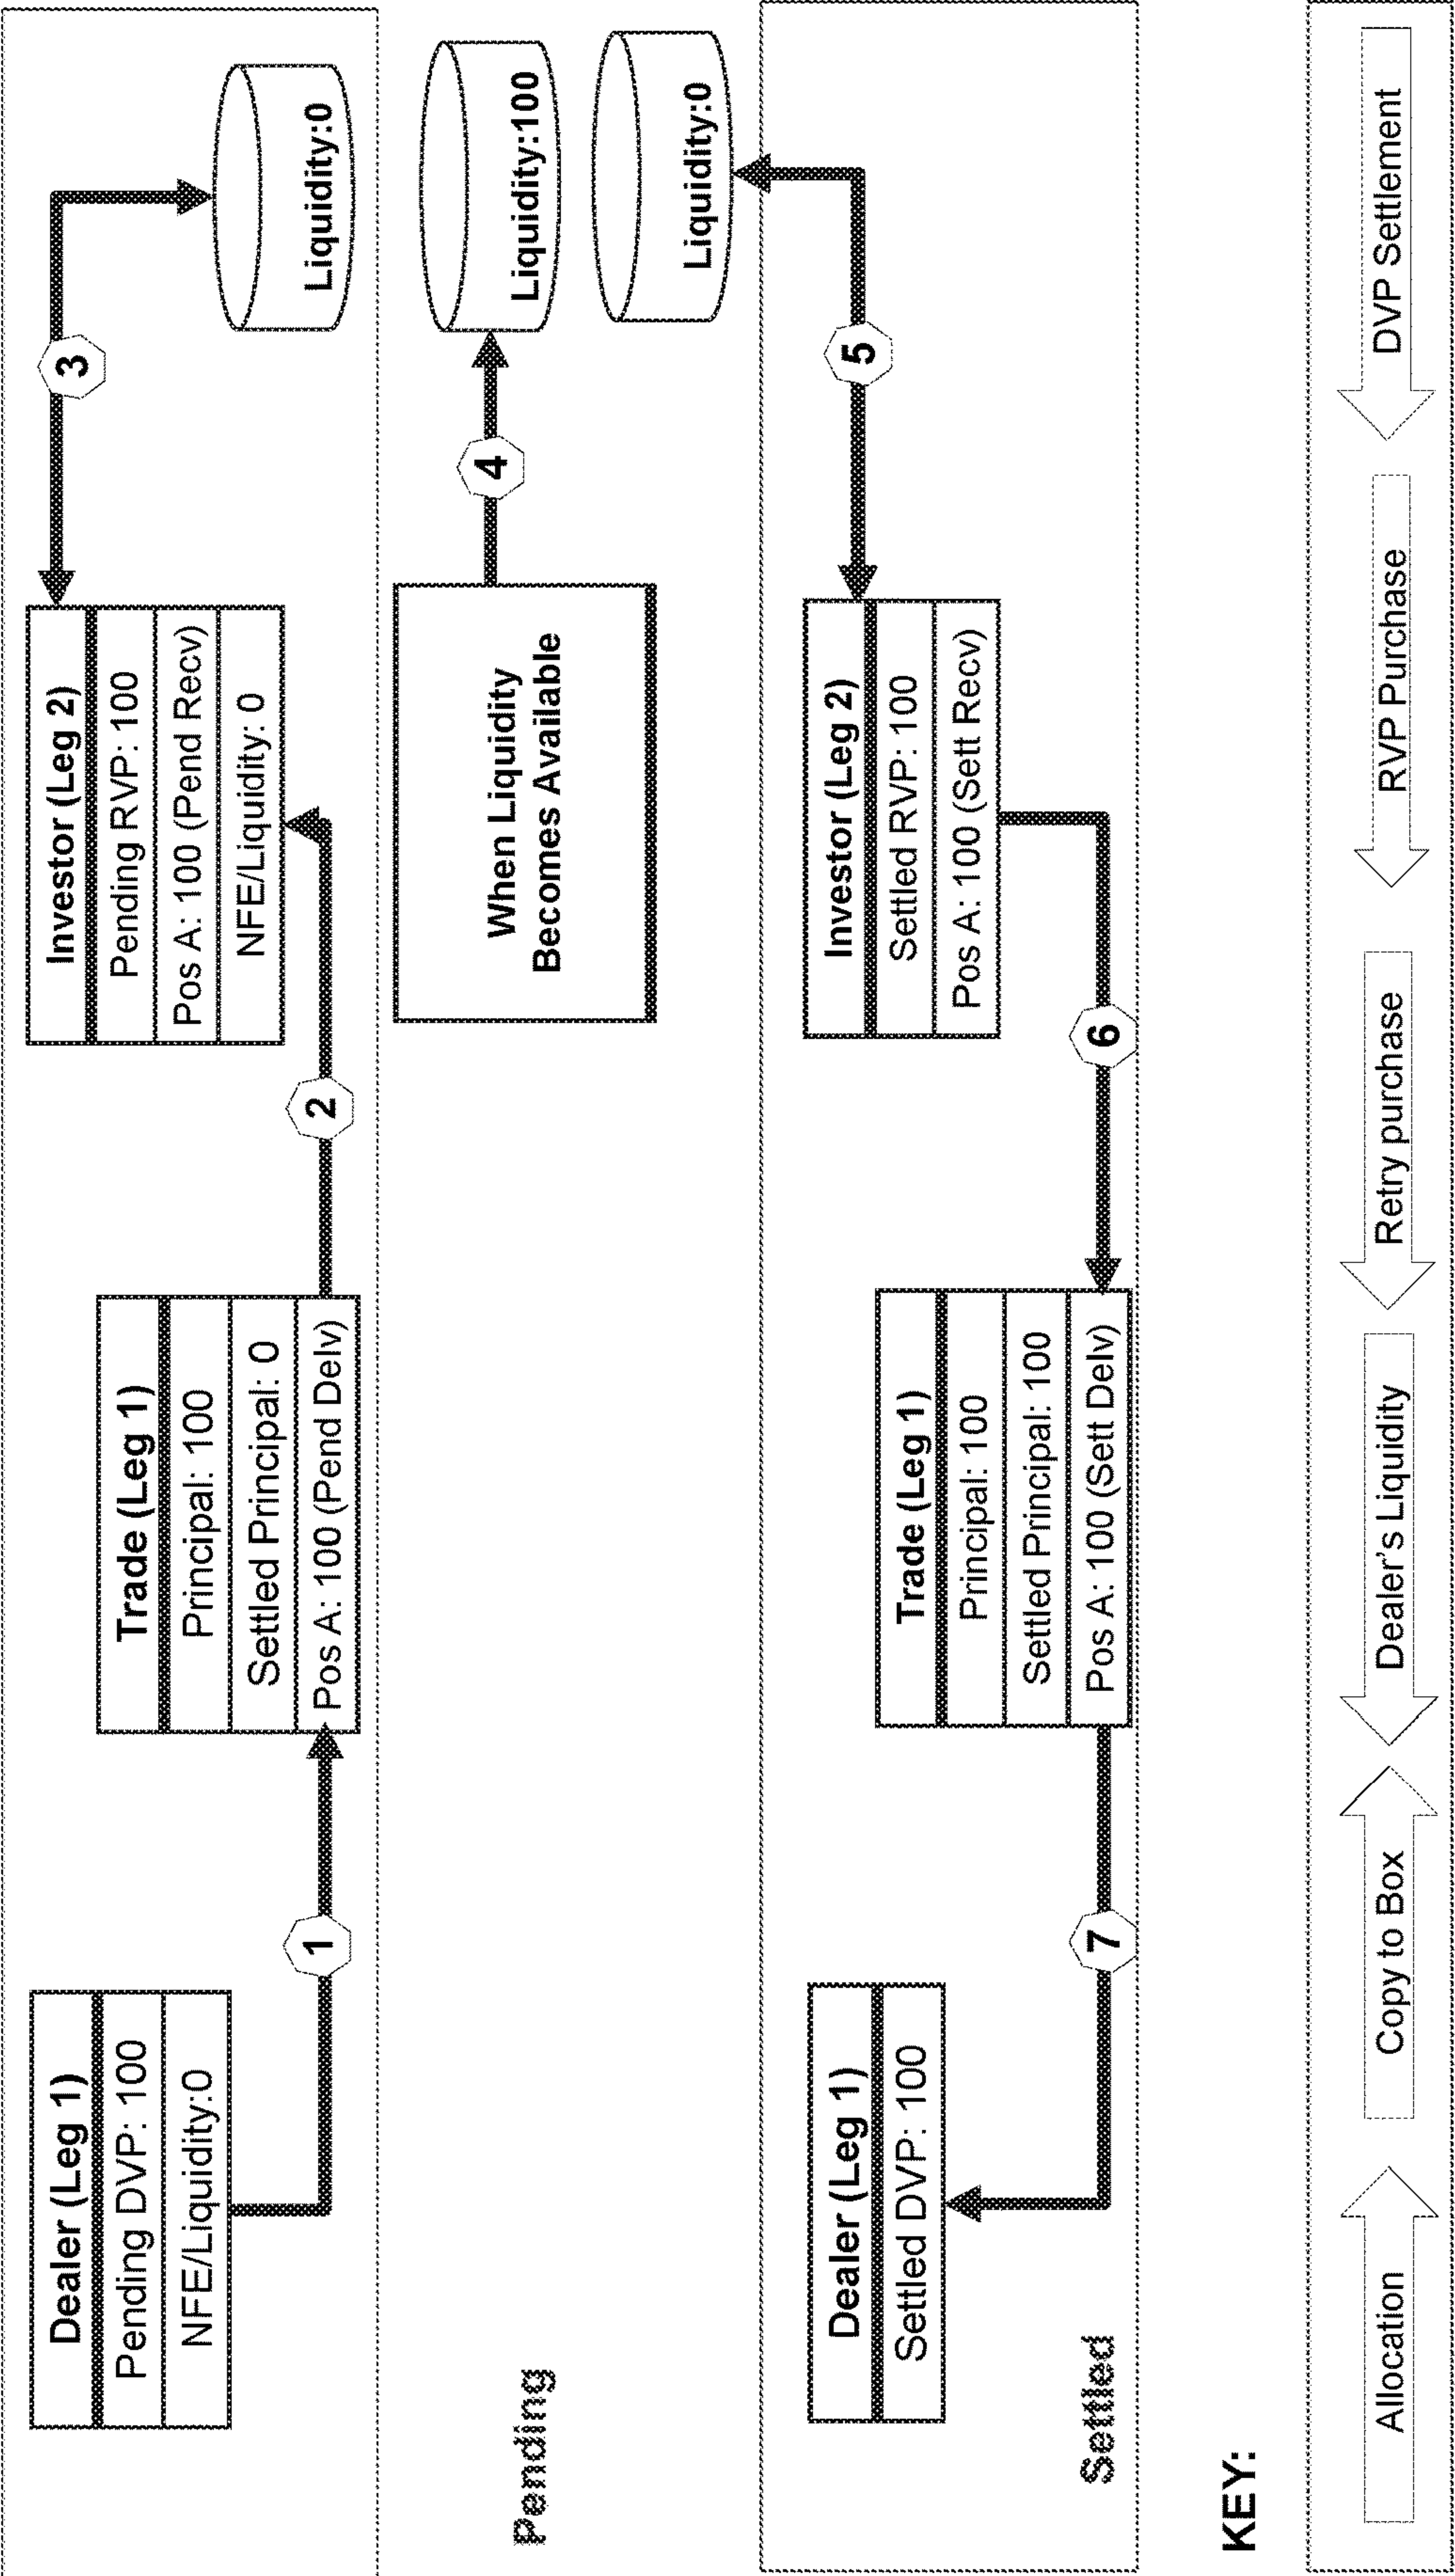 Dealer (Leg 1)
Pending DVP: 100
NFE/Liquidity:0
1
Trade (Leg 1)
Principal: 100
Settled Principal: 0
Pos A: 100 (Pend Delv)
2
Investor (Leg 2)
Pending RVP: 100
Pos A: 100 (Pend Recv)
NFE/Liquidity: 0
3
Liquidity:0
Pending
When Liquidity
Becomes Available
4
Liquidity:100
Liquidity:0
Dealer (Leg 1)
Settled DVP: 100
7
Trade (Leg 1)
Principal: 100
Settled Principal: 100
Pos A: 100 (Sett Delv)
6
Investor (Leg 2)
Settled RVP: 100
Pos A: 100 (Sett Recv)
5
Settled
KEY:
Allocation
Copy to Box
Dealer's Liquidity
Retry purchase
RVP Purchase
DVP Settlement